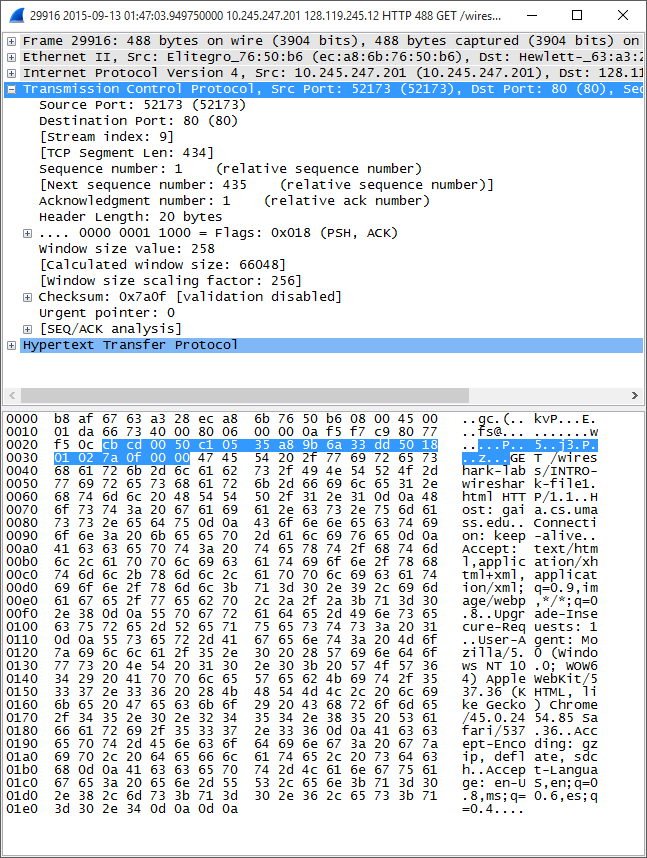 29916 2015-09-13 01:47:03.949750000 10.245.247.201 128.119.245.12 HTTP 488 GET /wires...
Frame 29916: 488 bytes on wire (3904 bits), 488 bytes captured (3904 bits) on
Ethernet II, Src: Elitegro_76:50:b6 (ec:a8:6b:76:50:b6), Dst: Hewlett-_63:a3:2
Internet Protocol Version 4, Src: 10.245.247.201 (10.245.247.201), Dst: 128.11
Transmission Control Protocol, Src Port: 52173 (52173), Dst Port: 80 (80), Seq
Source Port: 52173 (52173)
Destination Port: 80 (80)
[Stream index: 9]
[TCP Segment Len: 434]
Sequence number: 1    (relative sequence number)
[Next sequence number: 435    (relative sequence number)]
Acknowledgment number: 1    (relative ack number)
Header Length: 20 bytes
.... 0000 0001 1000 = Flags: 0x018 (PSH, ACK)
Window size value: 258
[Calculated window size: 66048]
[Window size scaling factor: 256]
Checksum: 0x7a0f [validation disabled]
Urgent pointer: 0
[SEQ/ACK analysis]
Hypertext Transfer Protocol
0000  b8 af 67 63 a3 28 ec a8  6b 76 50 b6 08 00 45 00   ..gc.(.. kvP...E.
0010  01 da 66 73 40 00 80 06  00 00 0a f5 f7 c9 80 77   ..fs@... .......w
0020  f5 0c cb cd 00 50 c1 05  35 a8 9b 6a 33 dd 50 18   .....P.. 5..j3.P.
0030  01 02 7a 0f 00 00 47 45  54 20 2f 77 69 72 65 73   ..z...GE T /wires
0040  68 61 72 6b 2d 6c 61 62  73 2f 49 4e 54 52 4f 2d   hark-lab s/INTRO-
0050  77 69 72 65 73 68 61 72  6b 2d 66 69 6c 65 31 2e   wireshar k-file1.
0060  68 74 6d 6c 20 48 54 54  50 2f 31 2e 31 0d 0a 48   html HTT P/1.1..H
0070  6f 73 74 3a 20 67 61 69  61 2e 63 73 2e 75 6d 61   ost: gai a.cs.uma
0080  73 73 2e 65 64 75 0d 0a  43 6f 6e 6e 65 63 74 69   ss.edu.. Connecti
0090  6f 6e 3a 20 6b 65 65 70  2d 61 6c 69 76 65 0d 0a   on: keep -alive..
00a0  41 63 63 65 70 74 3a 20  74 65 78 74 2f 68 74 6d   Accept:  text/htm
00b0  6c 2c 61 70 70 6c 69 63  61 74 69 6f 6e 2f 78 68   l,applic ation/xh
00c0  74 6d 6c 2b 78 6d 6c 2c  61 70 70 6c 69 63 61 74   tml+xml, applicat
00d0  69 6f 6e 2f 78 6d 6c 3b  71 3d 30 2e 39 2c 69 6d   ion/xml; q=0.9,im
00e0  61 67 65 2f 77 65 62 70  2c 2a 2f 2a 3b 71 3d 30   age/webp ,*/*;q=0
00f0  2e 38 0d 0a 55 70 67 72  61 64 65 2d 49 6e 73 65   .8..Upgr ade-Inse
0100  63 75 72 65 2d 52 65 71  75 65 73 74 73 3a 20 31   cure-Req uests: 1
0110  0d 0a 55 73 65 72 2d 41  67 65 6e 74 3a 20 4d 6f   ..User-A gent: Mo
0120  7a 69 6c 6c 61 2f 35 2e  30 20 28 57 69 6e 64 6f   zilla/5. 0 (Windo
0130  77 73 20 4e 54 20 31 30  2e 30 3b 20 57 4f 57 36   ws NT 10 .0; WOW6
0140  34 29 20 41 70 70 6c 65  57 65 62 4b 69 74 2f 35   4) Apple WebKit/5
0150  33 37 2e 33 36 20 28 4b  48 54 4d 4c 2c 20 6c 69   37.36 (K HTML, li
0160  6b 65 20 47 65 63 6b 6f  29 20 43 68 72 6f 6d 65   ke Gecko ) Chrome
0170  2f 34 35 2e 30 2e 32 34  35 34 2e 38 35 20 53 61   /45.0.24 54.85 Sa
0180  66 61 72 69 2f 35 33 37  2e 33 36 0d 0a 41 63 63   fari/537 .36..Acc
0190  65 70 74 2d 45 6e 63 6f  64 69 6e 67 3a 20 67 7a   ept-Enco ding: gz
01a0  69 70 2c 20 64 65 66 6c  61 74 65 2c 20 73 64 63   ip, defl ate, sdc
01b0  68 0d 0a 41 63 63 65 70  74 2d 4c 61 6e 67 75 61   h..Accep t-Langua
01c0  67 65 3a 20 65 6e 2d 55  53 2c 65 6e 3b 71 3d 30   ge: en-U S,en;q=0
01d0  2e 38 2c 6d 73 3b 71 3d  30 2e 36 2c 65 73 3b 71   .8,ms;q= 0.6,es;q
01e0  3d 30 2e 34 0d 0a 0d 0a   =0.4....